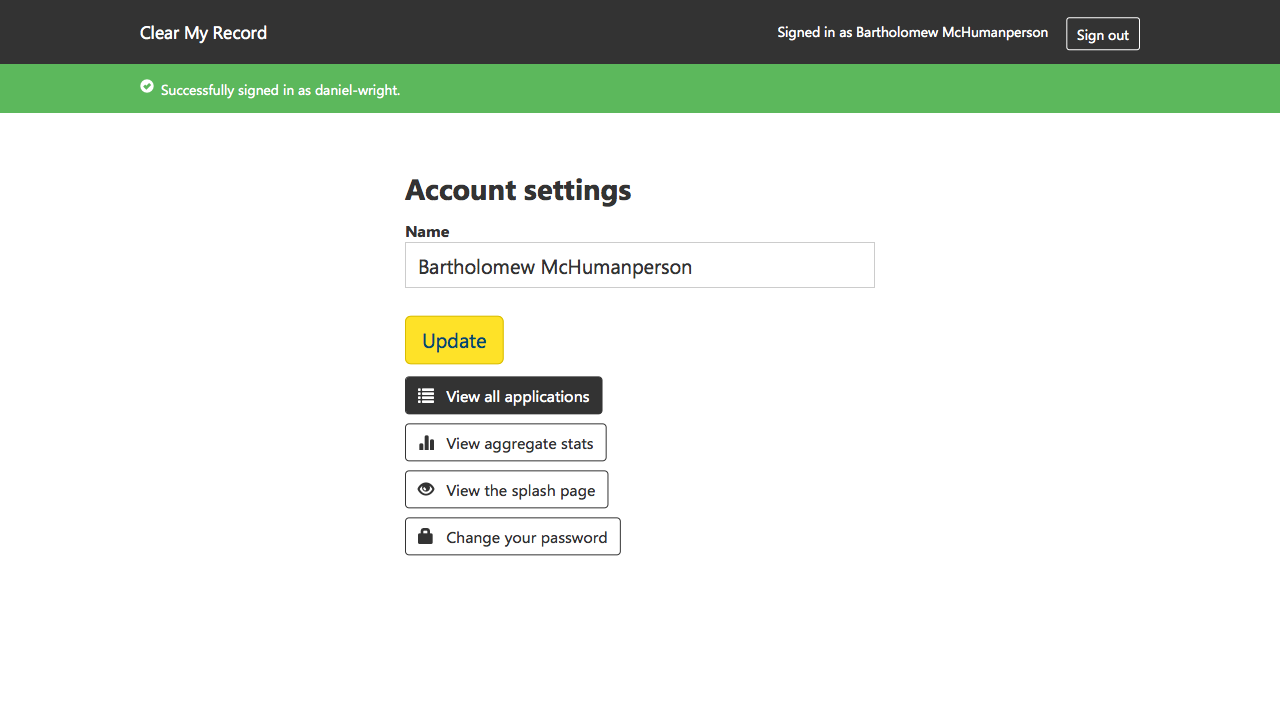 Clear My Record
Signed in as Bartholomew McHumanperson
Sign out
Successfully signed in as daniel-wright.
Account settings
Name
Bartholomew McHumanperson
Update
View all applications
View aggregate stats
View the splash page
Change your password